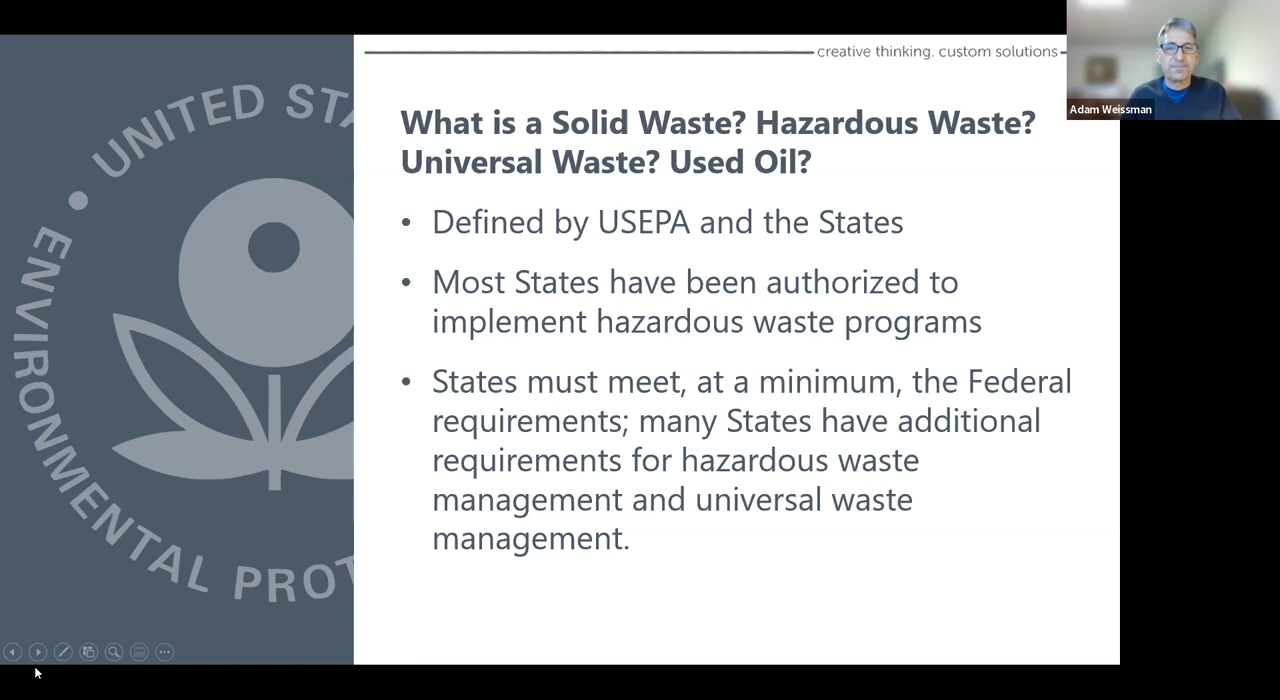 creative thinking. custom solutions
Adam Weissman
UNITED STA
ENVIRONMENTAL PROT
What is a Solid Waste? Hazardous Waste?
Universal Waste? Used Oil?
• Defined by USEPA and the States
• Most States have been authorized to
implement hazardous waste programs
• States must meet, at a minimum, the Federal
requirements; many States have additional
requirements for hazardous waste
management and universal waste
management.